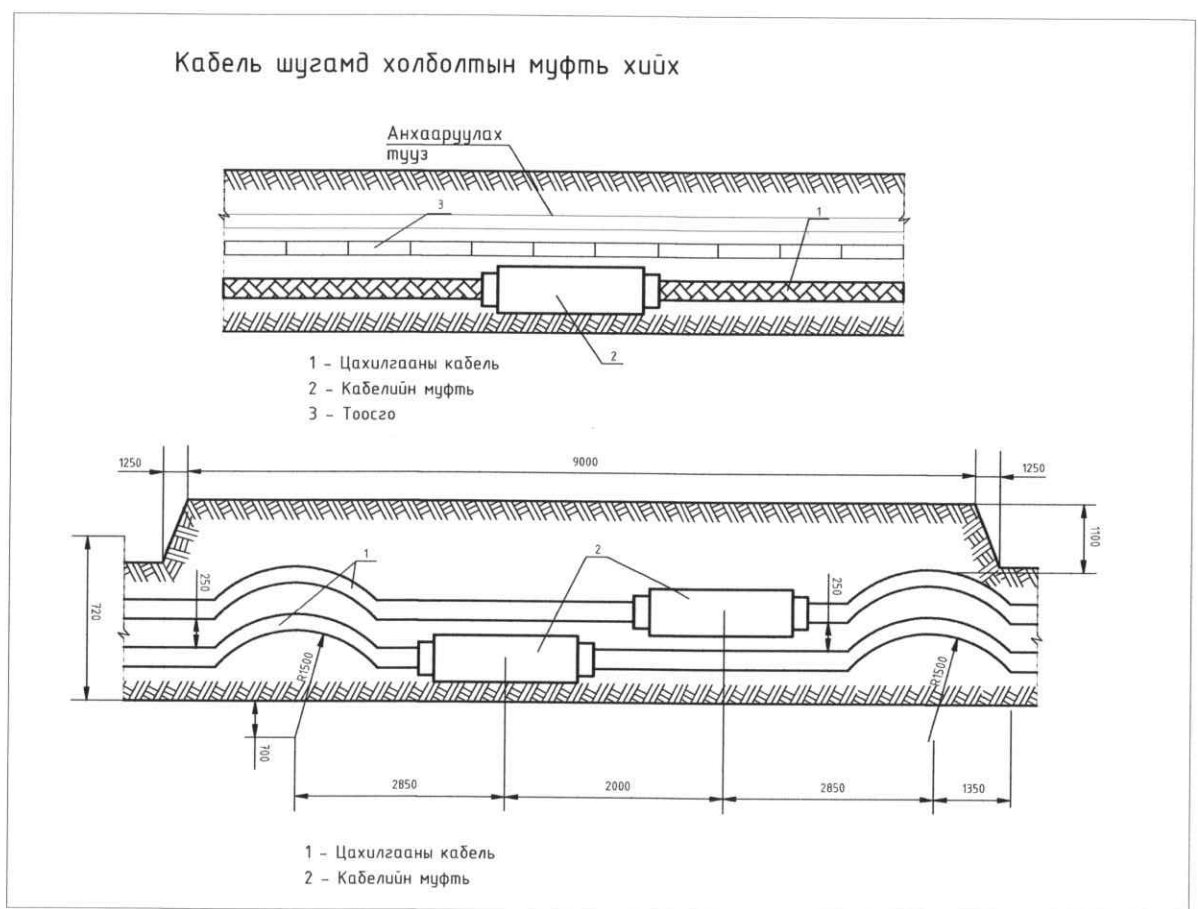 Кабель шугамд холболтын муфть хийх
Анхааруулах
тууз
3
1
2
1 - Цахилгааны кабель
2 - Кабелийн муфть
3 - Тоосго
1250
9000
1250
1100
720
250
1
2
250
R1500
R1500
700
2850
2000
2850
1350
1 - Цахилгааны кабель
2 - Кабелийн муфть